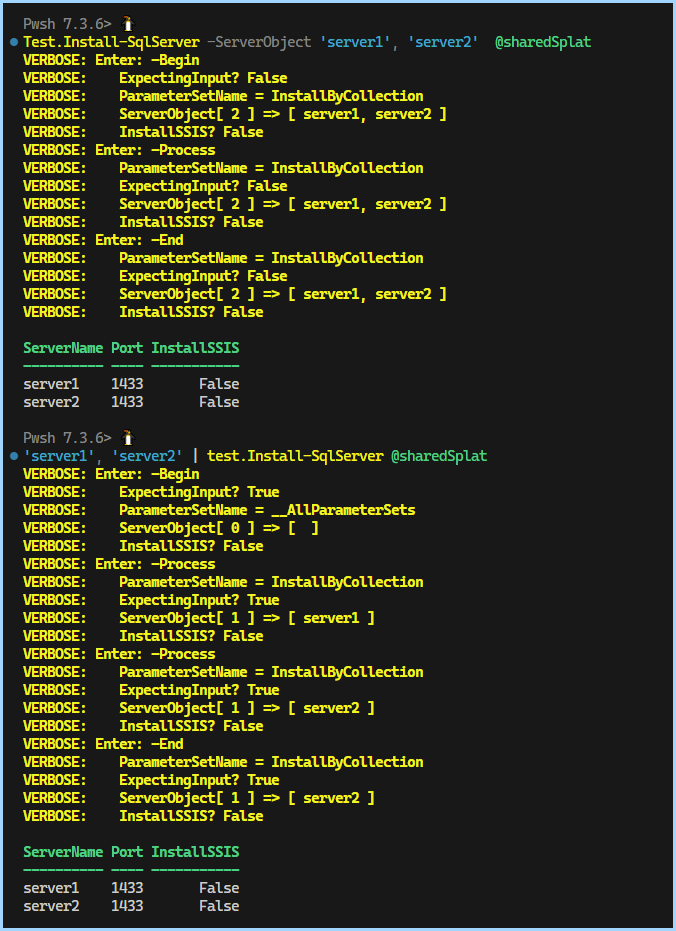 Pwsh 7.3.6>
Test.Install-SqlServer -ServerObject 'server1', 'server2'  @sharedSplat
VERBOSE: Enter: -Begin
VERBOSE:    ExpectingInput? False
VERBOSE:    ParameterSetName = InstallByCollection
VERBOSE:    ServerObject[ 2 ] => [ server1, server2 ]
VERBOSE:    InstallSSIS? False
VERBOSE: Enter: -Process
VERBOSE:    ParameterSetName = InstallByCollection
VERBOSE:    ExpectingInput? False
VERBOSE:    ServerObject[ 2 ] => [ server1, server2 ]
VERBOSE:    InstallSSIS? False
VERBOSE: Enter: -End
VERBOSE:    ParameterSetName = InstallByCollection
VERBOSE:    ExpectingInput? False
VERBOSE:    ServerObject[ 2 ] => [ server1, server2 ]
VERBOSE:    InstallSSIS? False
ServerName Port InstallSSIS
---------- ---- -----------
server1    1433       False
server2    1433       False
Pwsh 7.3.6>
'server1', 'server2' | test.Install-SqlServer @sharedSplat
VERBOSE: Enter: -Begin
VERBOSE:    ExpectingInput? True
VERBOSE:    ParameterSetName = __AllParameterSets
VERBOSE:    ServerObject[ 0 ] => [  ]
VERBOSE:    InstallSSIS? False
VERBOSE: Enter: -Process
VERBOSE:    ParameterSetName = InstallByCollection
VERBOSE:    ExpectingInput? True
VERBOSE:    ServerObject[ 1 ] => [ server1 ]
VERBOSE:    InstallSSIS? False
VERBOSE: Enter: -Process
VERBOSE:    ParameterSetName = InstallByCollection
VERBOSE:    ExpectingInput? True
VERBOSE:    ServerObject[ 1 ] => [ server2 ]
VERBOSE:    InstallSSIS? False
VERBOSE: Enter: -End
VERBOSE:    ParameterSetName = InstallByCollection
VERBOSE:    ExpectingInput? True
VERBOSE:    ServerObject[ 1 ] => [ server2 ]
VERBOSE:    InstallSSIS? False
ServerName Port InstallSSIS
---------- ---- -----------
server1    1433       False
server2    1433       False